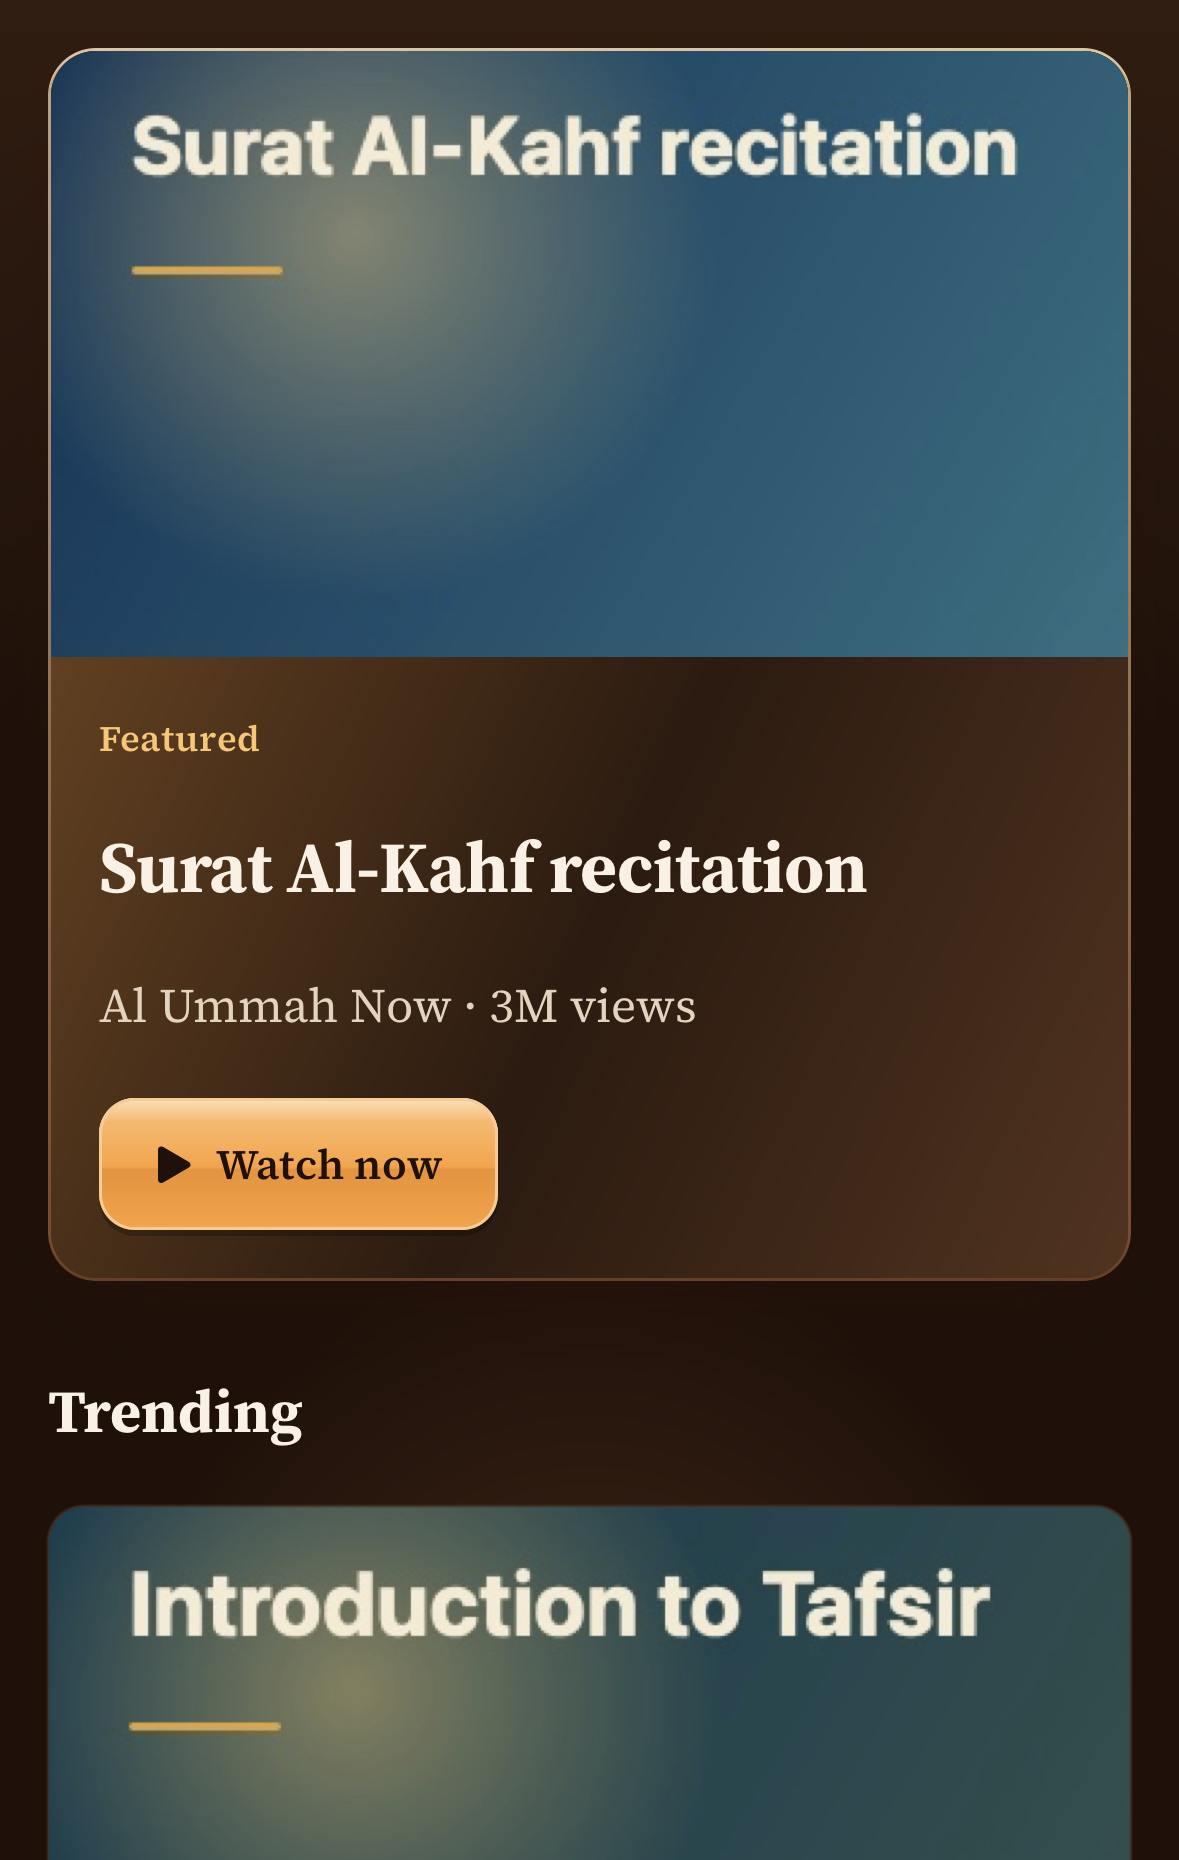 Surat Al-Kahf recitation
Featured
Surat Al-Kahf recitation
Al Ummah Now · 3M views
Watch now
Trending
Introduction to Tafsir